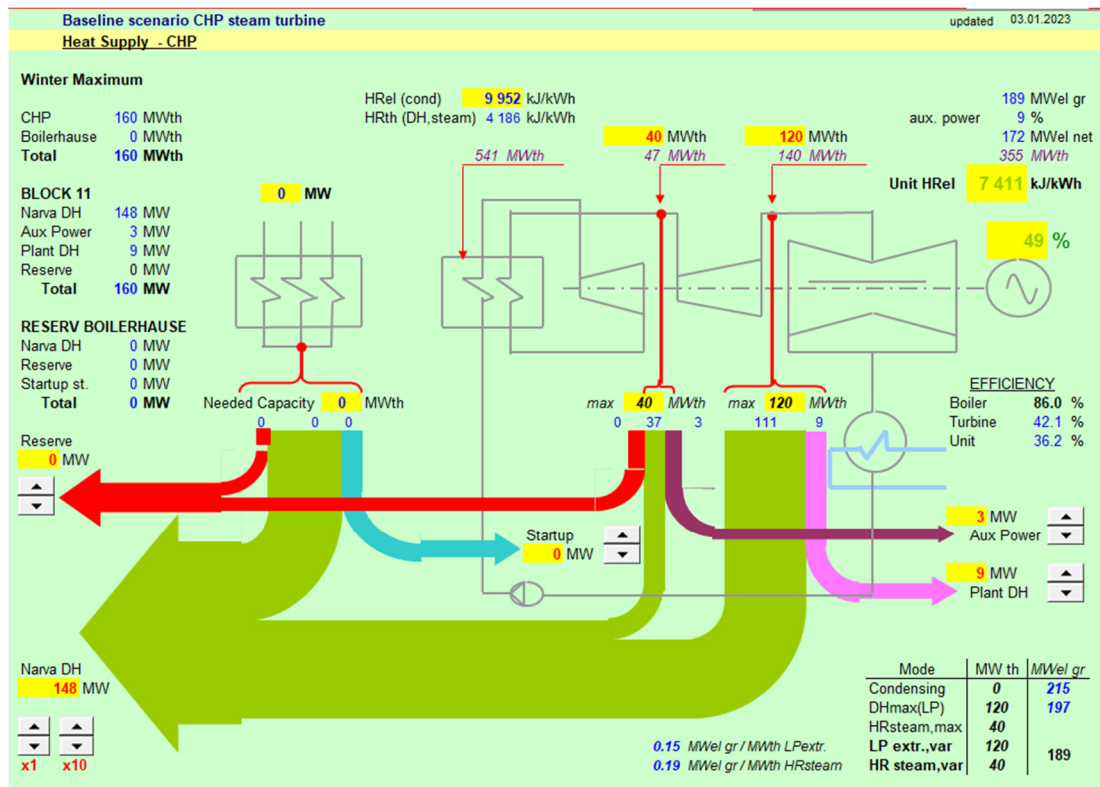 Baseline scenario CHP steam turbine
updated 03.01.2023
Heat Supply - CHP
Winter Maximum
CHP 160 MWth
Boilerhause 0 MWth
Total 160 MWth
HRel (cond) 9 952 kJ/kWh
HRth (DH,steam) 4 186 kJ/kWh
189 MWel gr
aux. power 9 %
172 MWel net
355 MWth
40 MWth
120 MWth
541 MWth
47 MWth
140 MWth
Unit HRel 7 411 kJ/kWh
49 %
BLOCK 11
Narva DH 148 MW
Aux Power 3 MW
Plant DH 9 MW
Reserve 0 MW
Total 160 MW
0 MW
RESERV BOILERHAUSE
Narva DH 0 MW
Reserve 0 MW
Startup st. 0 MW
Total 0 MW
Needed Capacity 0 MWth
0 0 0
max 40 MWth
0 37 3
max 120 MWth
111 9
EFFICIENCY
Boiler 86.0 %
Turbine 42.1 %
Unit 36.2 %
Reserve
0 MW
Startup
0 MW
3 MW
Aux Power
9 MW
Plant DH
Narva DH
148 MW
x1 x10
0.15 MWel gr / MWth LPextr.
0.19 MWel gr / MWth HRsteam
Mode MW th MWel gr
Condensing 0 215
DHmax(LP) 120 197
HRsteam,max 40
LP extr.,var 120
189
HR steam,var 40